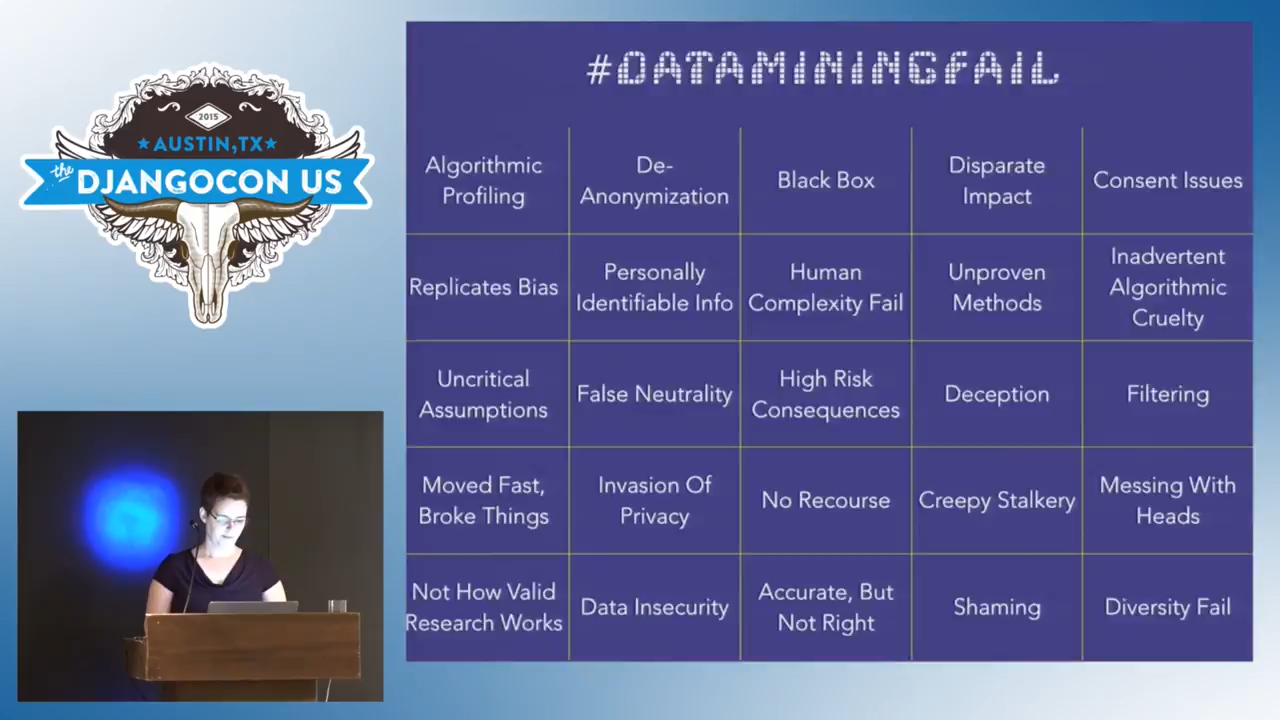 2015
★AUSTIN,TX★
the
DJANGOCON US
#DATAMININGFAIL
Algorithmic
Profiling
De-
Anonymization
Black Box
Disparate
Impact
Consent Issues
Replicates Bias
Personally
Identifiable Info
Human
Complexity Fail
Unproven
Methods
Inadvertent
Algorithmic
Cruelty
Uncritical
Assumptions
False Neutrality
High Risk
Consequences
Deception
Filtering
Moved Fast,
Broke Things
Invasion Of
Privacy
No Recourse
Creepy Stalkery
Messing With
Heads
Not How Valid
Research Works
Data Insecurity
Accurate, But
Not Right
Shaming
Diversity Fail